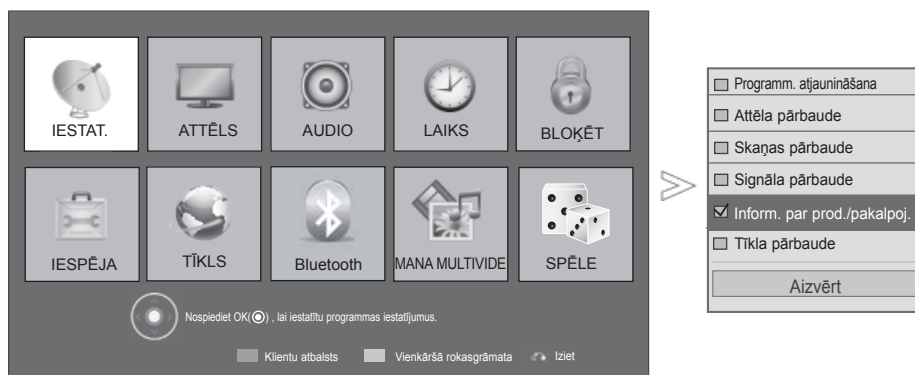 IESTAT.
ATTĒLS
AUDIO
LAIKS
BLOĶĒT
IESPĒJA
TĪKLS
Bluetooth
MANA MULTIVIDE
SPĒLE
Nospiediet OK( ) , lai iestatītu programmas iestatījumus.
Klientu atbalsts
Vienkāršā rokasgrāmata
Iziet
Programm. atjaunināšana
Attēla pārbaude
Skaņas pārbaude
Signāla pārbaude
Inform. par prod./pakalpoj.
Tīkla pārbaude
Aizvērt